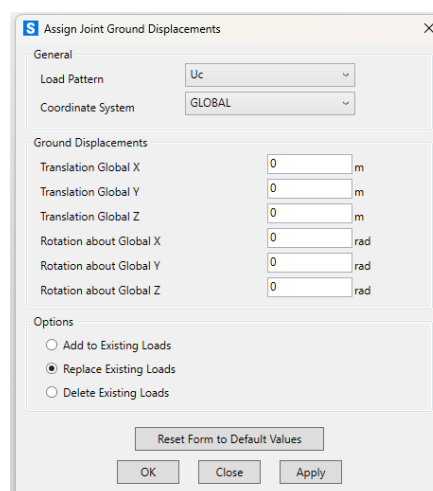 S Assign Joint Ground Displacements
General
Load Pattern Uc
Coordinate System GLOBAL
Ground Displacements
Translation Global X 0 m
Translation Global Y 0 m
Translation Global Z 0 m
Rotation about Global X 0 rad
Rotation about Global Y 0 rad
Rotation about Global Z 0 rad
Options
Add to Existing Loads
Replace Existing Loads
Delete Existing Loads
Reset Form to Default Values
OK Close Apply